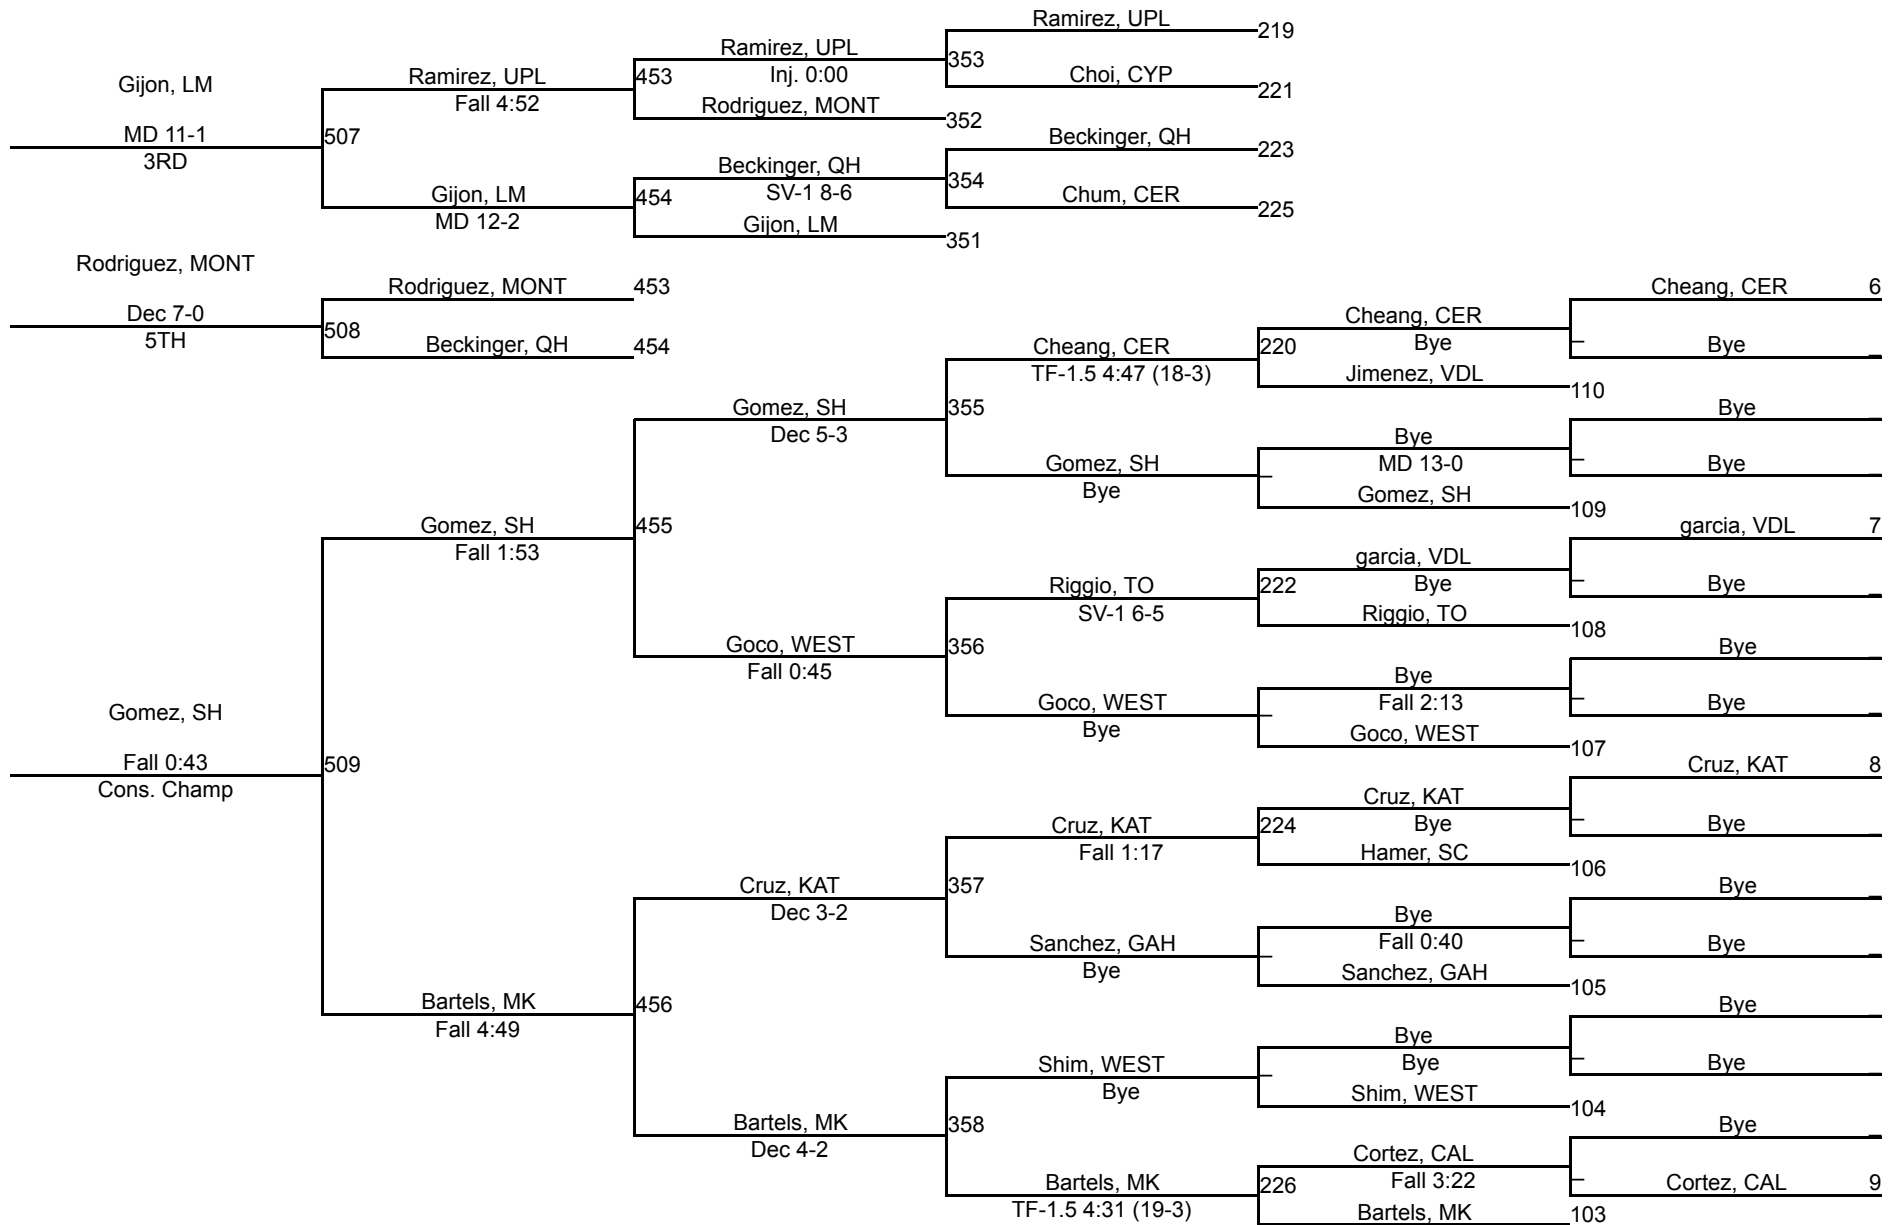 Ramirez, UPL
219
Ramirez, UPL
353
Inj. 0:00
Choi, CYP
221
Gijon, LM
Ramirez, UPL
453
Fall 4:52
Rodriguez, MONT
352
MD 11-1
507
3RD
Beckinger, QH
223
Beckinger, QH
354
SV-1 8-6
Chum, CER
225
Gijon, LM
454
MD 12-2
Gijon, LM
351
Rodriguez, MONT
Rodriguez, MONT
453
Dec 7-0
508
5TH
Beckinger, QH
454
Cheang, CER 6
Cheang, CER
Bye
Bye _
_
Cheang, CER
220
TF-1.5 4:47 (18-3)
Jimenez, VDL
110
Gomez, SH
355
Dec 5-3
Bye _
Bye
MD 13-0
Bye _
_
Gomez, SH
_
Bye
Gomez, SH
109
Gomez, SH
455
Fall 1:53
garcia, VDL 7
garcia, VDL
Bye
Bye _
_
Riggio, TO
222
SV-1 6-5
Riggio, TO
108
Goco, WEST
356
Fall 0:45
Bye _
Bye
Fall 2:13
Bye _
_
Goco, WEST
_
Bye
Goco, WEST
107
Gomez, SH
Fall 0:43
509
Cons. Champ
Cruz, KAT 8
Cruz, KAT
Bye
Bye _
_
Cruz, KAT
224
Fall 1:17
Hamer, SC
106
Cruz, KAT
357
Dec 3-2
Bye _
Bye
Fall 0:40
Bye _
_
Sanchez, GAH
_
Bye
Sanchez, GAH
105
Bartels, MK
456
Fall 4:49
Bye _
Bye
Bye
Bye _
_
Shim, WEST
_
Bye
Shim, WEST
104
Bartels, MK
358
Dec 4-2
Bye _
Cortez, CAL
Fall 3:22
Cortez, CAL 9
_
Bartels, MK
226
TF-1.5 4:31 (19-3)
Bartels, MK
103